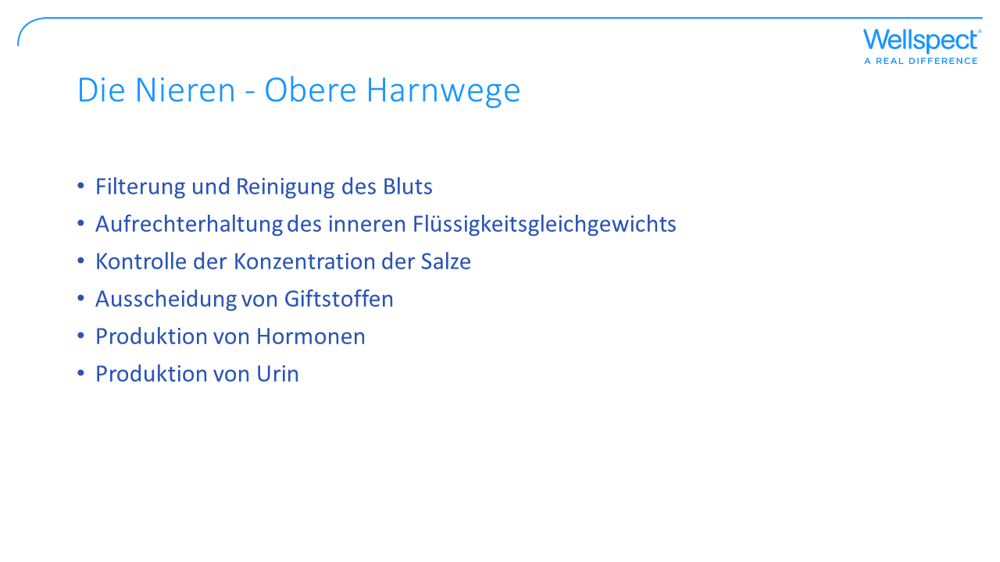 Wellspect®
A REAL DIFFERENCE
Die Nieren - Obere Harnwege
• Filterung und Reinigung des Bluts
• Aufrechterhaltung des inneren Flüssigkeitsgleichgewichts
• Kontrolle der Konzentration der Salze
• Ausscheidung von Giftstoffen
• Produktion von Hormonen
• Produktion von Urin